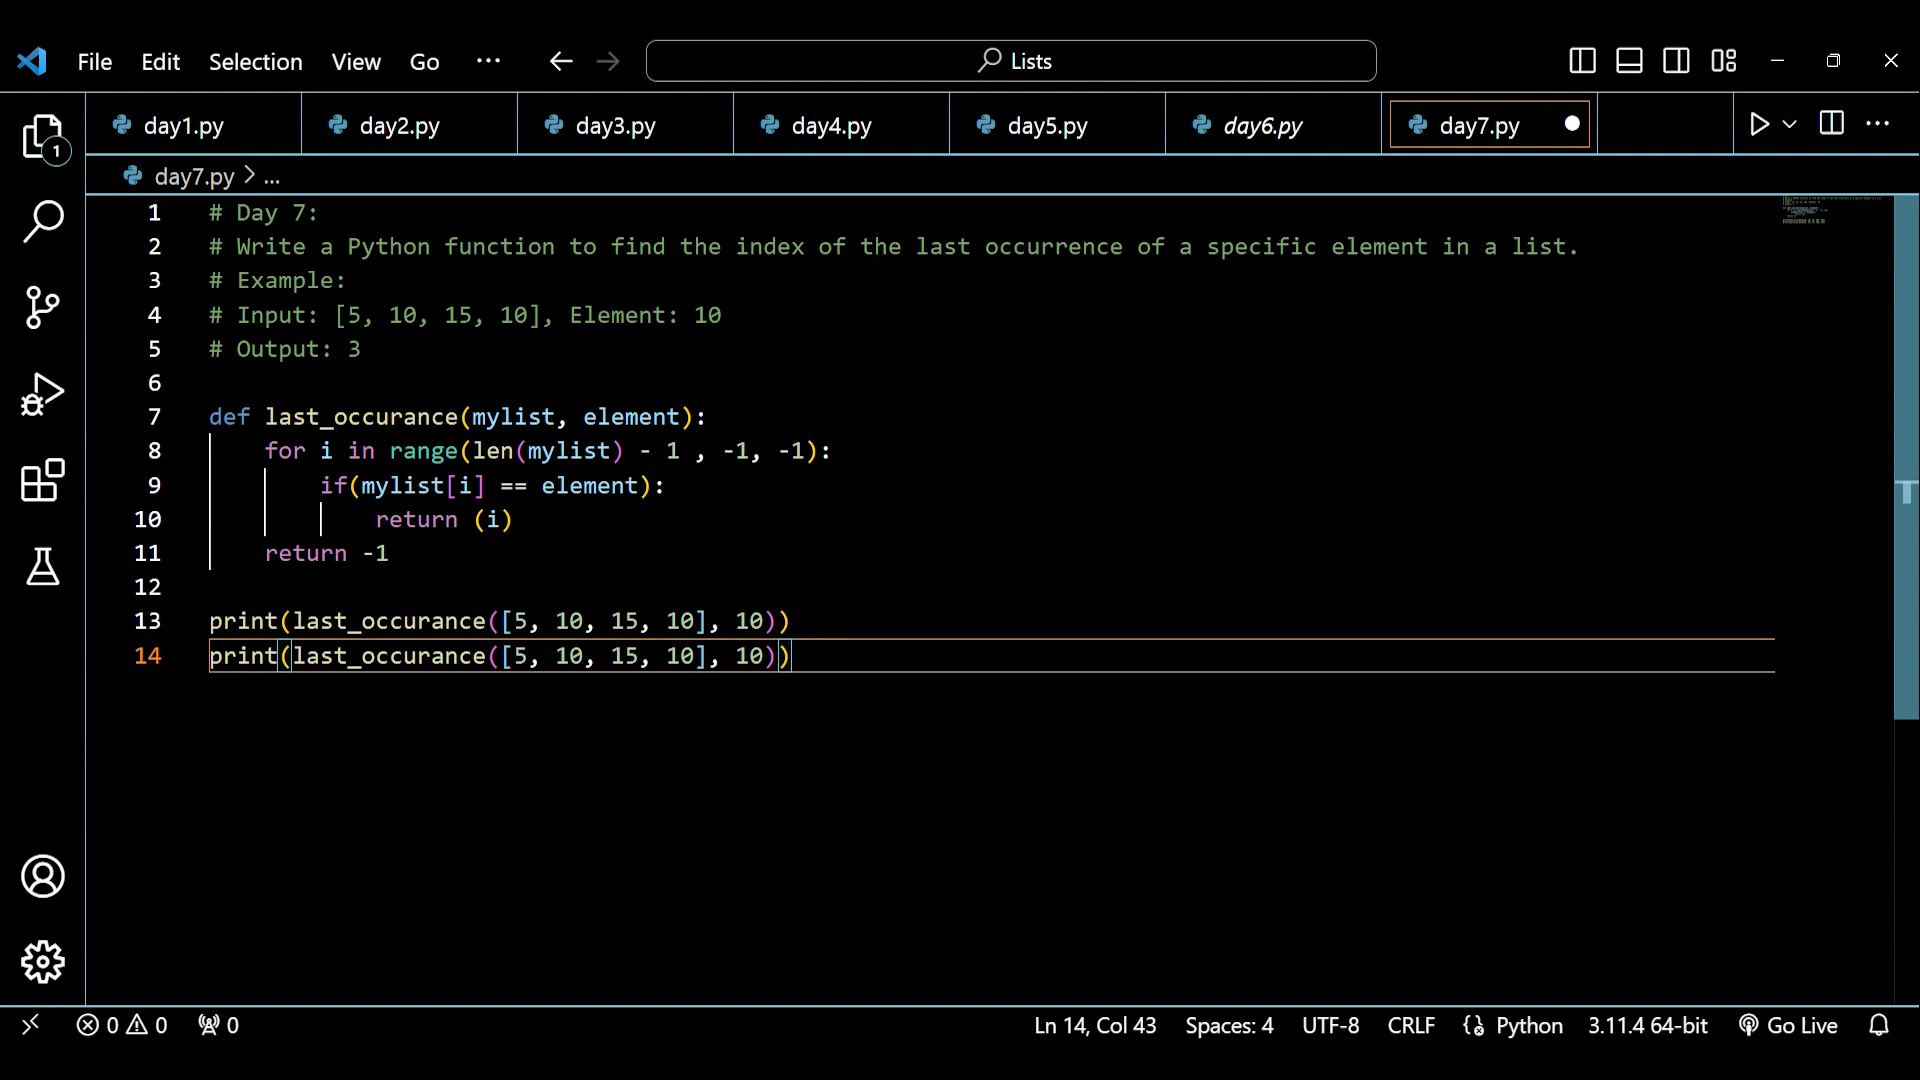 File Edit Selection View Go ··· Lists
day1.py day2.py day3.py day4.py day5.py day6.py day7.py
day7.py > ...
1 # Day 7:
2 # Write a Python function to find the index of the last occurrence of a specific element in a list.
3 # Example:
4 # Input: [5, 10, 15, 10], Element: 10
5 # Output: 3
6
7 def last_occurance(mylist, element):
8 for i in range(len(mylist) - 1 , -1, -1):
9 if(mylist[i] == element):
10 return (i)
11 return -1
12
13 print(last_occurance([5, 10, 15, 10], 10))
14 print(last_occurance([5, 10, 15, 10], 10))
1
0 0 0 Ln 14, Col 43 Spaces: 4 UTF-8 CRLF Python 3.11.4 64-bit Go Live